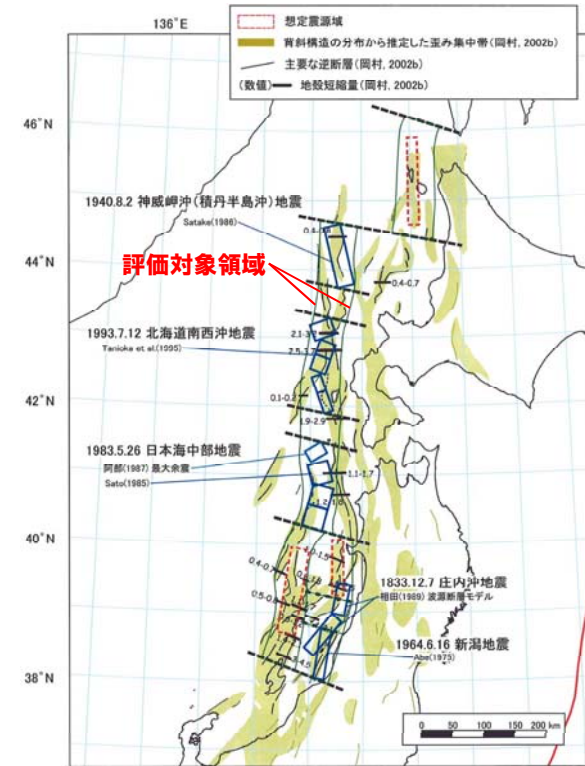 136°E
想定震源域
背斜構造の分布から推定した歪み集中帯(岡村, 2002b)
主要な逆断層(岡村, 2002b)
(数値) 地殻短縮量(岡村, 2002b)
46°N
1940.8.2 神威岬沖(積丹半島沖)地震
Satake(1986)
評価対象領域
44°N
0.4-0.7
1993.7.12 北海道南西沖地震
Tanioka et al.(1995)
0.1-0.2
42°N
1.9-2.9
1983.5.26 日本海中部地震
阿部(1987) 最大余震
Sato(1985)
1.1-1.7
40°N
1833.12.7 庄内沖地震
相田(1989) 波源断層モデル
1964.6.16 新潟地震
Abe(1975)
38°N
0 50 100 150 200 km